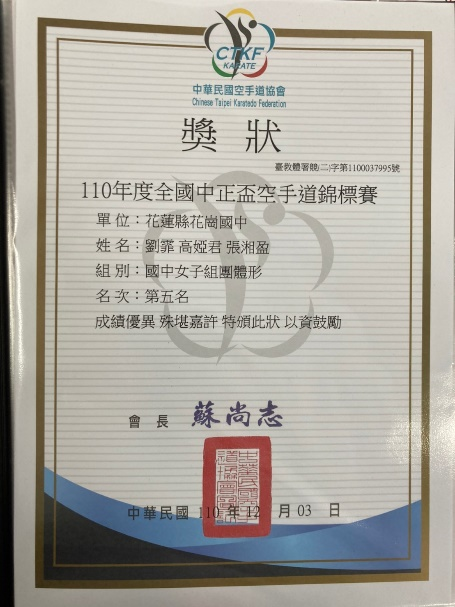 CTKF
KARATE
中華民國空手道協會
Chinese Taipei Karatedo Federation
獎狀
臺教體署競(二)字第1100037995號
110年度全國中正盃空手道錦標賽
單位：花蓮縣花崗國中
姓名：劉霏 高婭君 張湘盈
組別：國中女子組團體形
名次：第五名
成績優異 殊堪嘉許 特頒此狀 以資鼓勵
會長 蘇尚志
中華民國 110 年 12 月 03 日